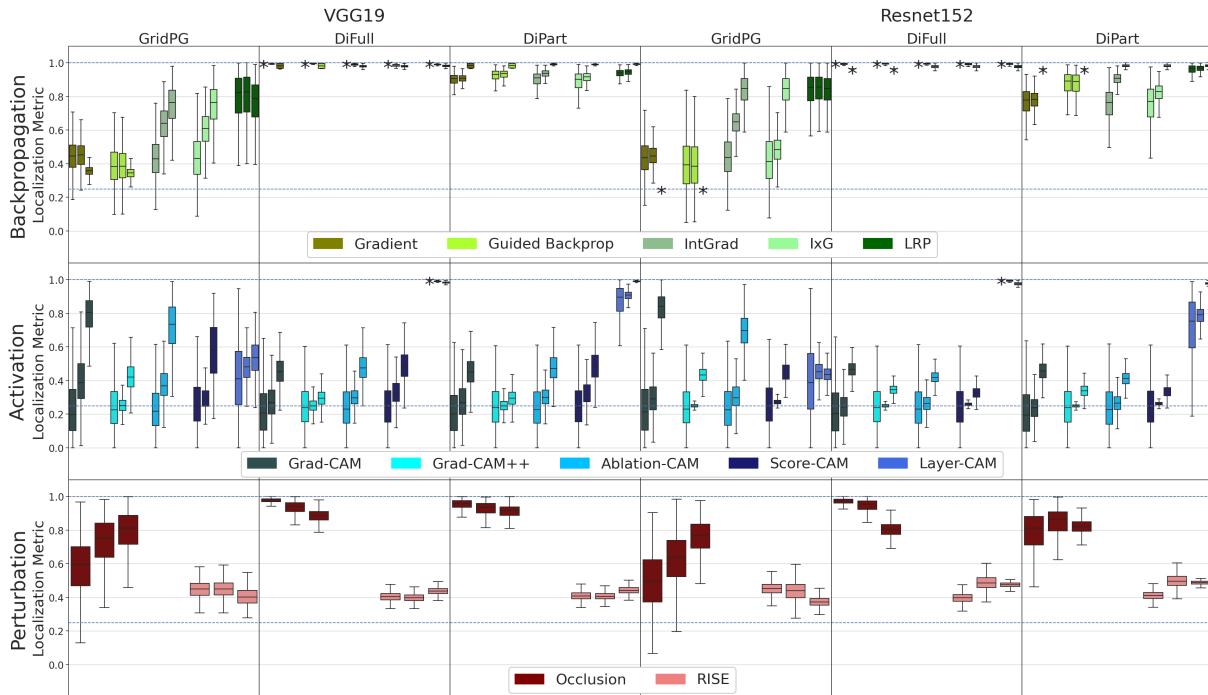 VGG19 Resnet152
GridPG DiFull DiPart GridPG DiFull DiPart
Backpropagation
Localization Metric
1.0
0.8
0.6
0.4
0.2
0.0
* * * * * * * * * * * * * *
Gradient Guided Backprop IntGrad IxG LRP
Activation
Localization Metric
1.0
0.8
0.6
0.4
0.2
0.0
* *
Grad-CAM Grad-CAM++ Ablation-CAM Score-CAM Layer-CAM
Perturbation
Localization Metric
1.0
0.8
0.6
0.4
0.2
0.0
Occlusion RISE